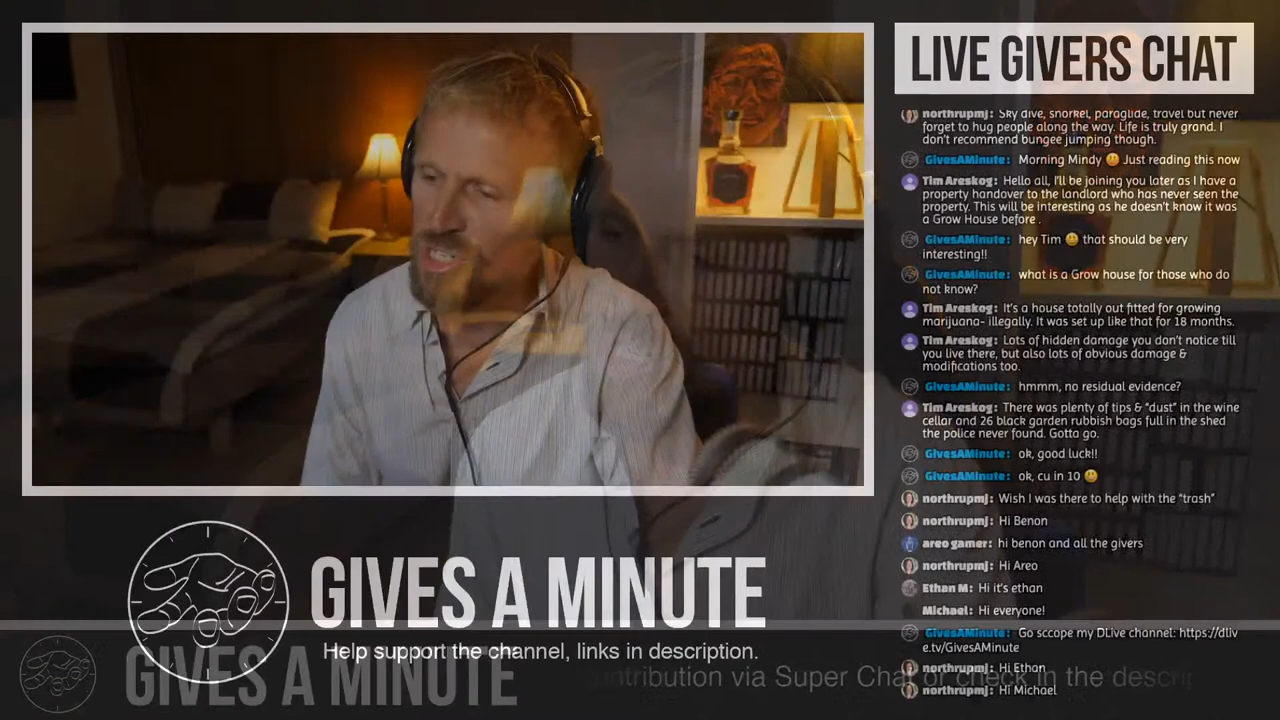 LIVE GIVERS CHAT
northrupmj: Sky dive, snorkel, paraglide, travel but never
forget to hug people along the way. Life is truly grand. I
don't recommend bungee jumping though.
GivesAMinute: Morning Mindy 😃 Just reading this now
Tim Areskog: Hello all, I'll be joining you later as I have a
property handover to the landlord who has never seen the
property. This will be interesting as he doesn't know it was
a Grow House before .
GivesAMinute: hey Tim 😃 that should be very
interesting!!
GivesAMinute: what is a Grow house for those who do
not know?
Tim Areskog: It's a house totally out fitted for growing
marijuana- illegally. It was set up like that for 18 months.
Tim Areskog: Lots of hidden damage you don't notice till
you live there, but also lots of obvious damage &
modifications too.
GivesAMinute: hmmm, no residual evidence?
Tim Areskog: There was plenty of tips & "dust" in the wine
cellar and 26 black garden rubbish bags full in the shed
the police never found. Gotta go.
GivesAMinute: ok, good luck!!
GivesAMinute: ok, cu in 10 😃
northrupmj: Wish I was there to help with the "trash"
northrupmj: Hi Benon
areo gamer: hi benon and all the givers
northrupmj: Hi Areo
Ethan M: Hi it's ethan
Michael: Hi everyone!
GivesAMinute: Go sccope my DLive channel: https://dliv
e.tv/GivesAMinute
northrupmj: Hi Ethan
northrupmj: Hi Michael
GIVES A MINUTE
Help support the channel, links in description.
GIVES A MINUTE
ntribution via Super Chat or check in the descrip